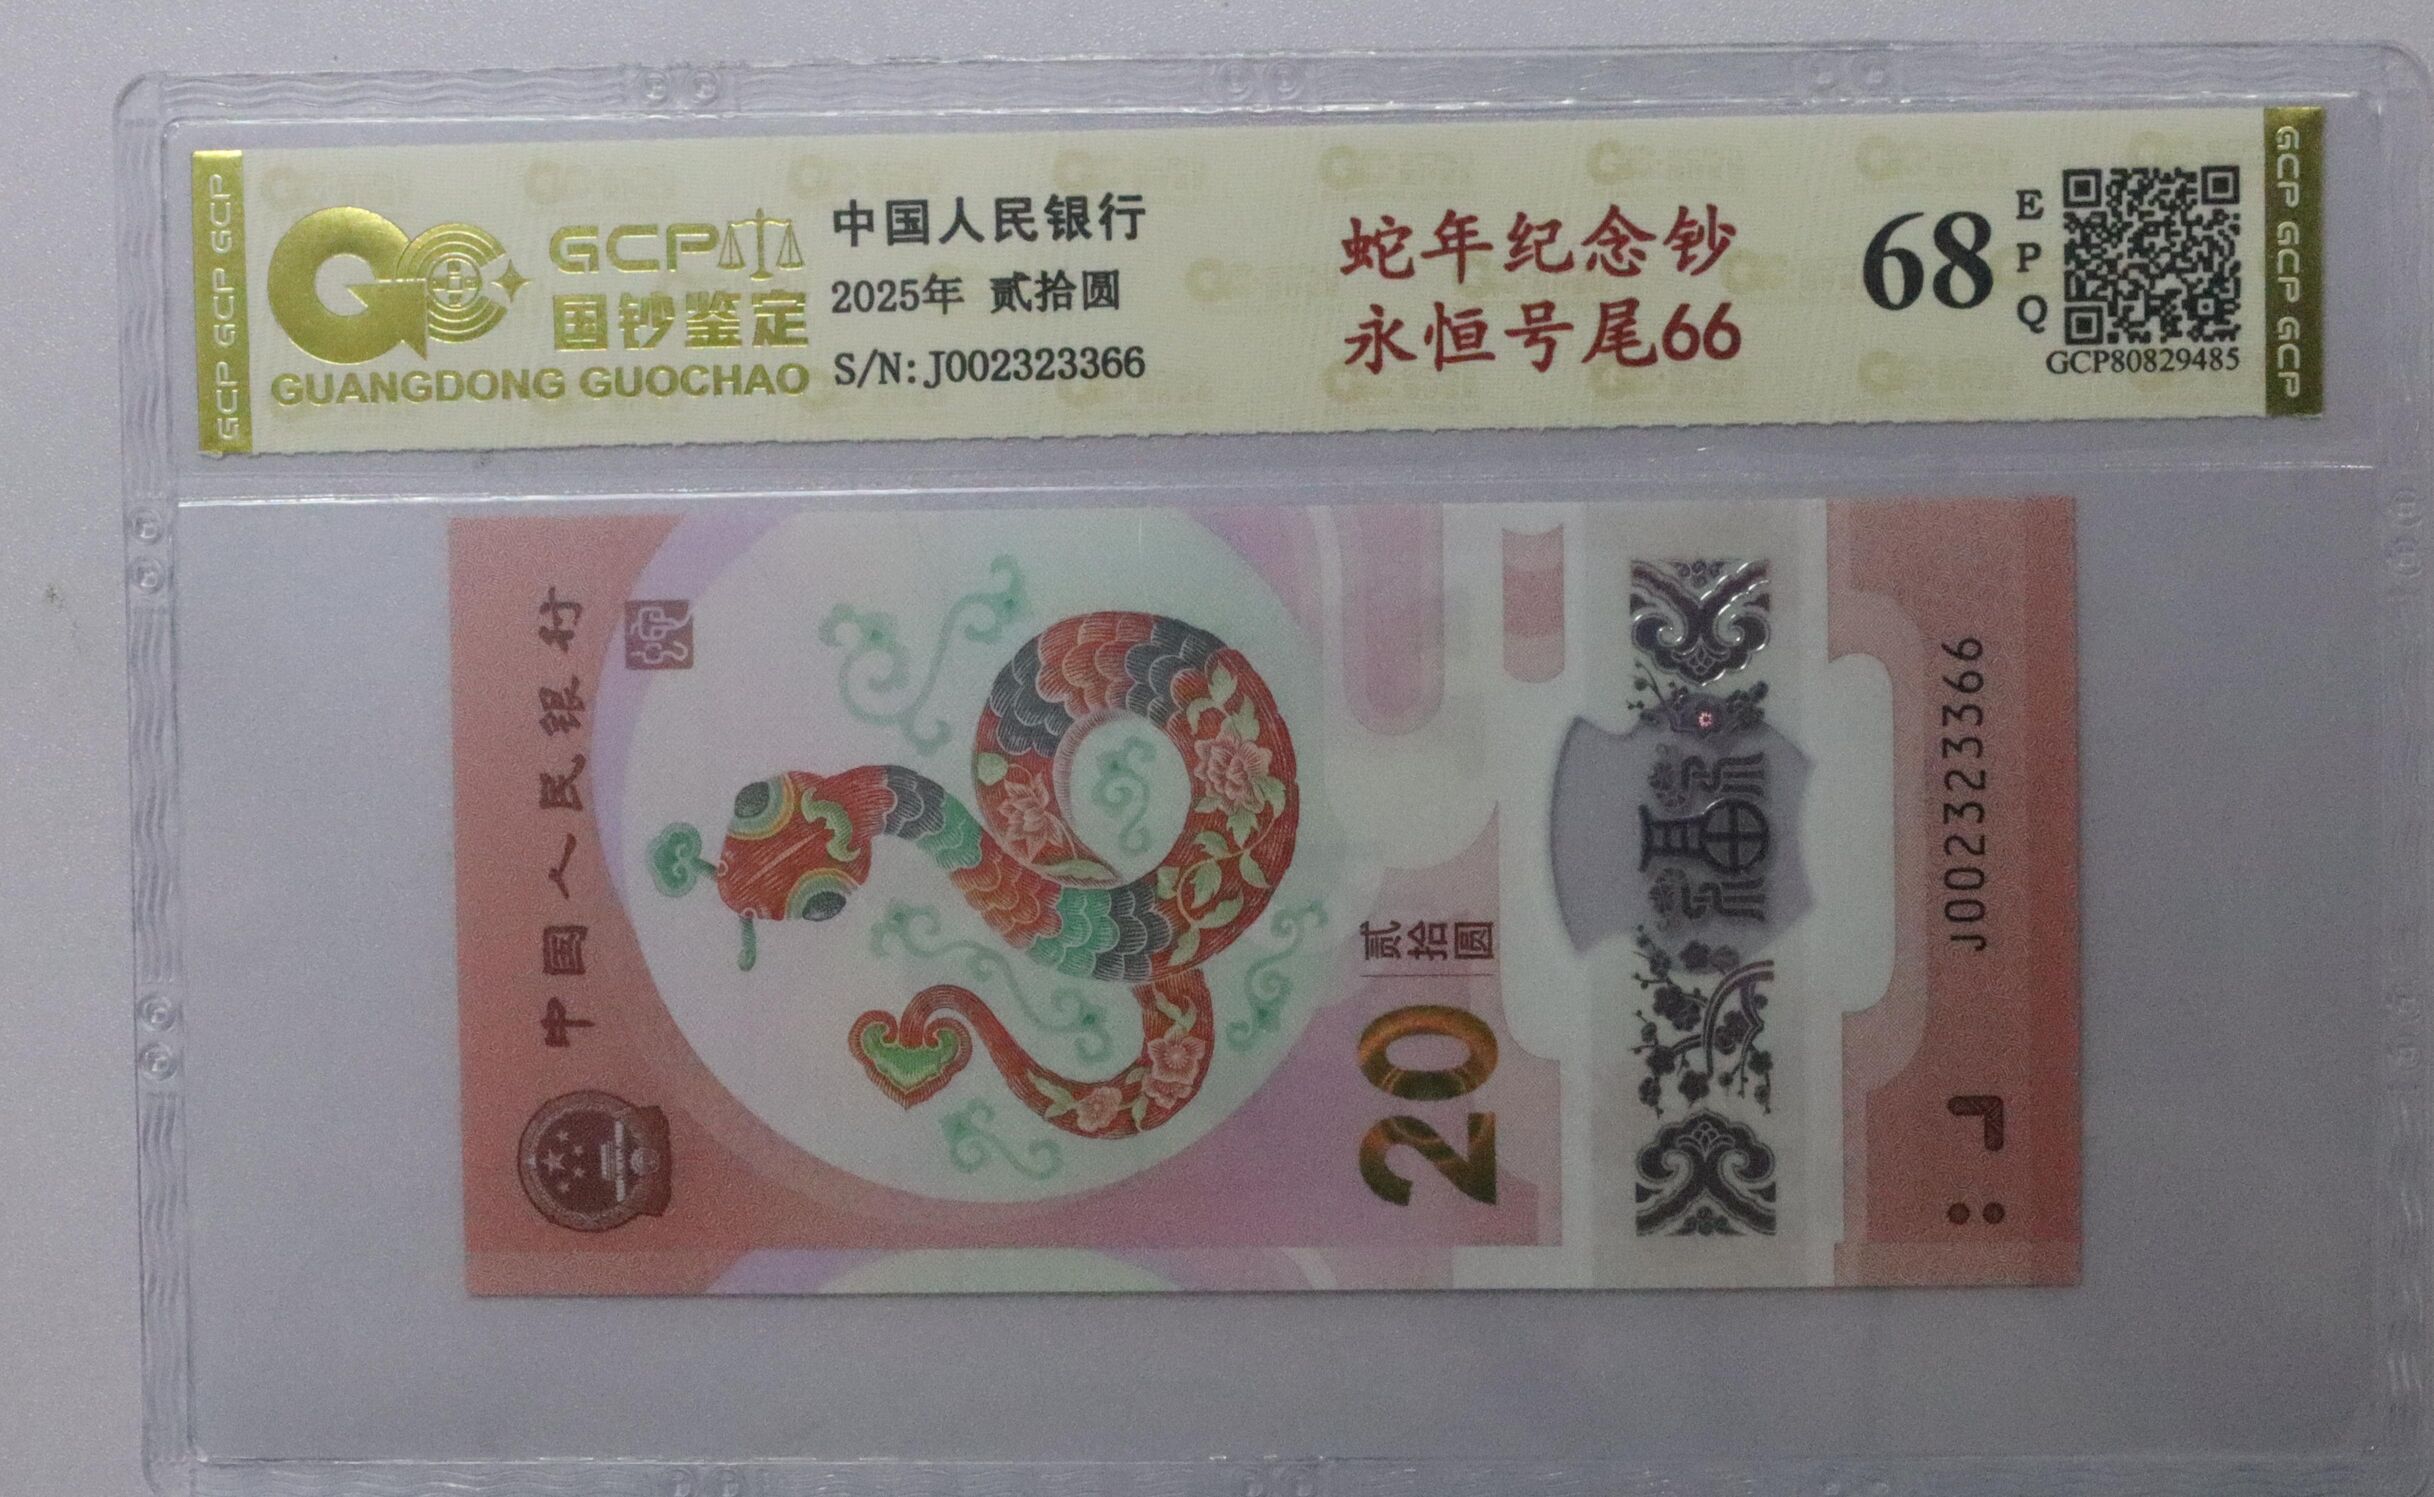 GCP GCP GCP
GCP
国钞鉴定
GUANGDONG GUOCHAO
中国人民银行
2025年 贰拾圆
S/N:J002323366
蛇年纪念钞
永恒号尾66
68
EPQ
GCP80829485
GCP GCP GCP
中国人民银行
20
贰拾圆
福
J002323366